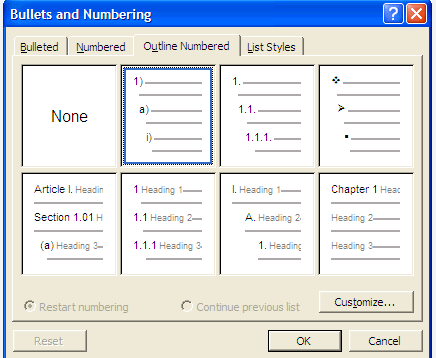 Bullets and Numbering
Bulleted Numbered Outline Numbered List Styles
None
1)
a)
i)
1.
1.1.
1.1.1.
Article I. Headin
Section 1.01 H
(a) Heading 3
1 Heading 1
1.1 Heading 2
1.1.1 Heading 3
I. Heading 1
A. Heading 2
1. Heading
Chapter 1 Head
Heading 2
Heading 3
Restart numbering Continue previous list Customize...
Reset OK Cancel